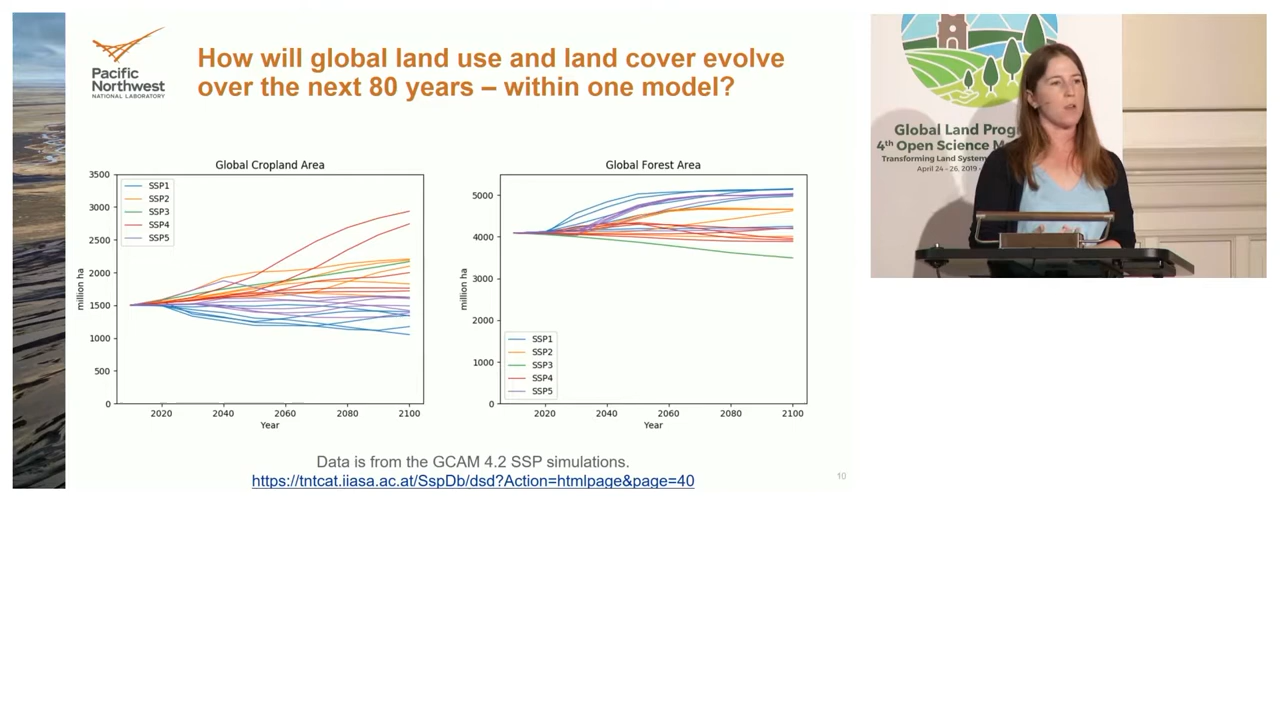 Pacific
Northwest
NATIONAL LABORATORY
How will global land use and land cover evolve
over the next 80 years – within one model?
Global Cropland Area
3500
3000
2500
2000
1500
1000
500
0
million ha
SSP1
SSP2
SSP3
SSP4
SSP5
2020
2040
2060
2080
2100
Year
Global Forest Area
5000
4000
3000
2000
1000
0
million ha
SSP1
SSP2
SSP3
SSP4
SSP5
2020
2040
2060
2080
2100
Year
Data is from the GCAM 4.2 SSP simulations.
https://tntcat.iiasa.ac.at/SspDb/dsd?Action=htmlpage&page=40
10
Global Land Prog
4th Open Science M
Transforming Land System
April 24 - 26, 2019